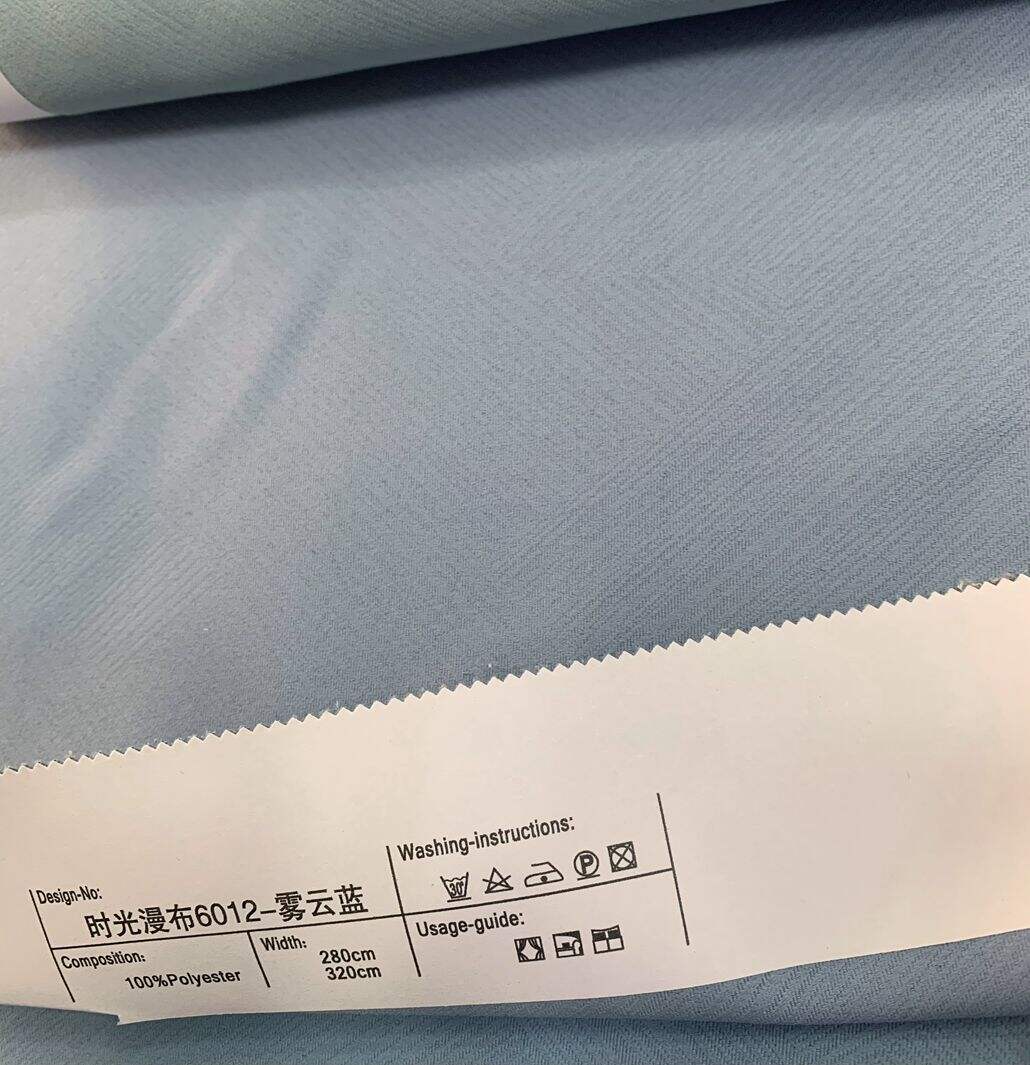 Design-No:
时光漫布6012-雾云蓝
Composition:
100%Polyester
Width:
280cm
320cm
Washing-instructions:
30°
P
Usage-guide: